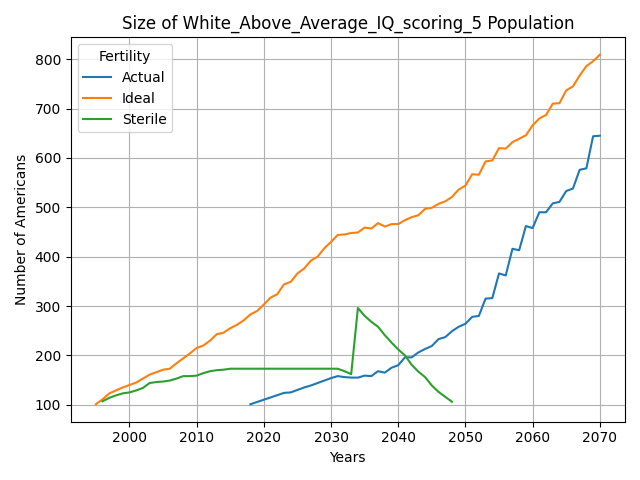 Size of White_Above_Average_IQ_scoring_5 Population
Fertility
Actual
Ideal
Sterile
Number of Americans
800
700
600
500
400
300
200
100
2000 2010 2020 2030 2040 2050 2060 2070
Years